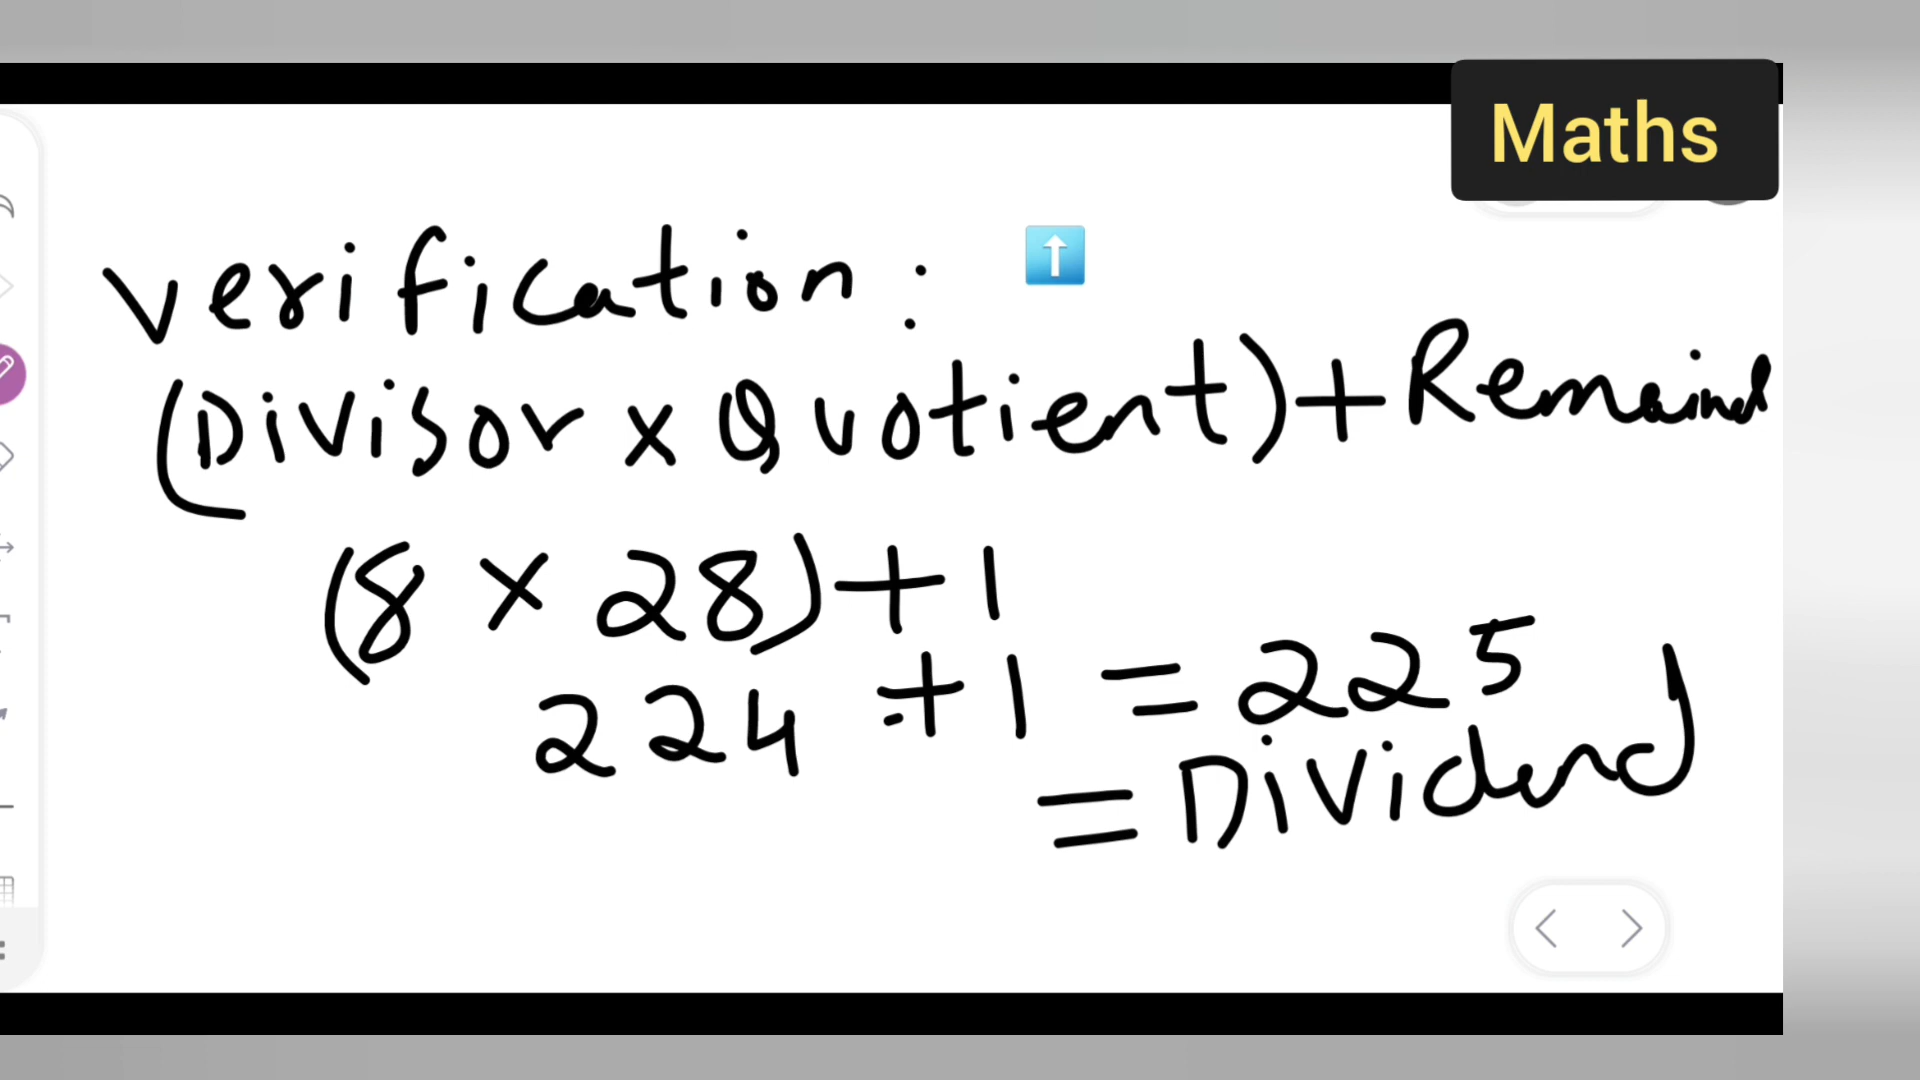 Maths
Verification :
(Divisor x Quotient) + Remaind
(8 × 28) + 1
224 + 1 = 225
= Dividend